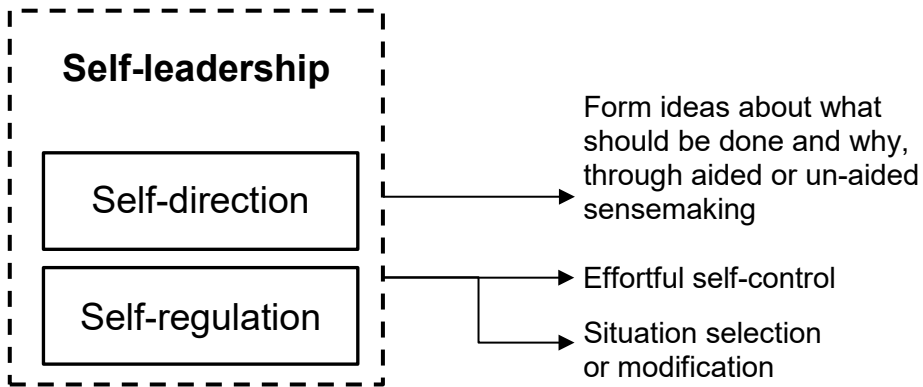 Self-leadership
Self-direction
Self-regulation
Form ideas about what
should be done and why,
through aided or un-aided
sensemaking
Effortful self-control
Situation selection
or modification